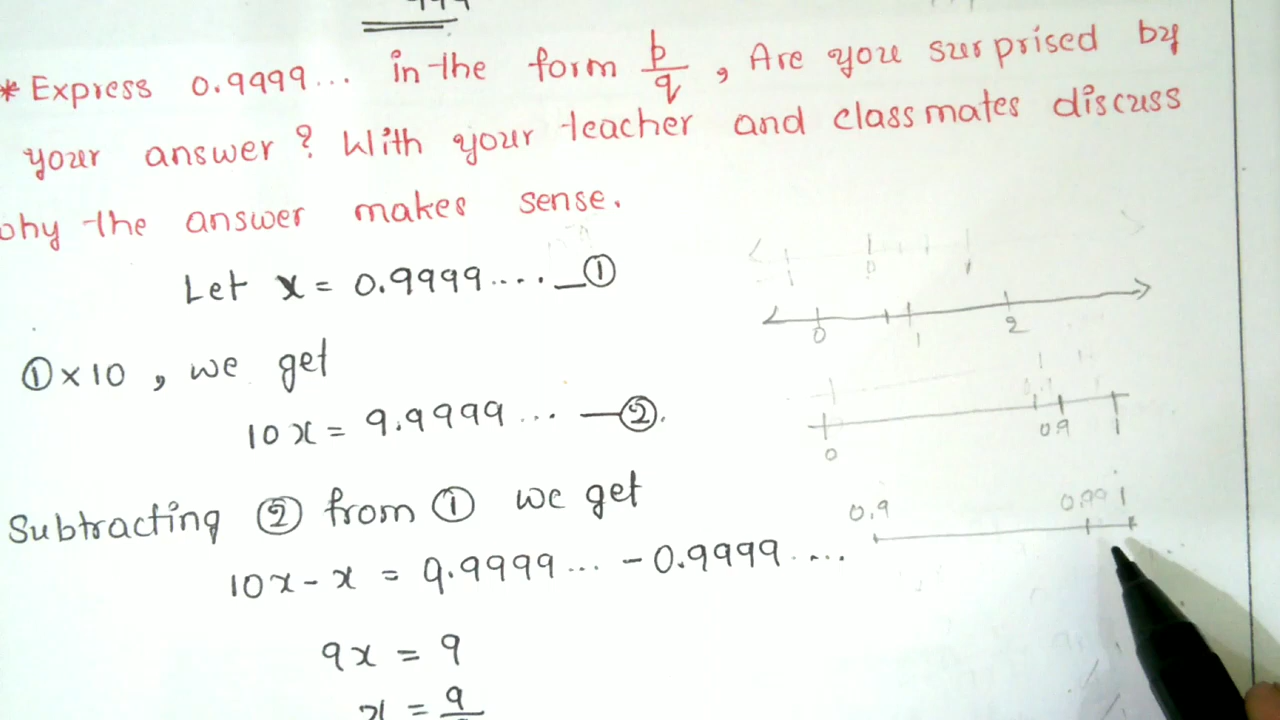 * Express 0.9999... in the form p/q, Are you surprised by
your answer? With your teacher and classmates discuss
why the answer makes sense.
Let x = 0.9999.... — ①
① × 10, we get
10x = 9.9999... — ②.
Subtracting ② from ① we get
10x - x = 9.9999... - 0.9999....
9x = 9
x = 9
0 1 2
0 0.9 1
0.9 0.99 1